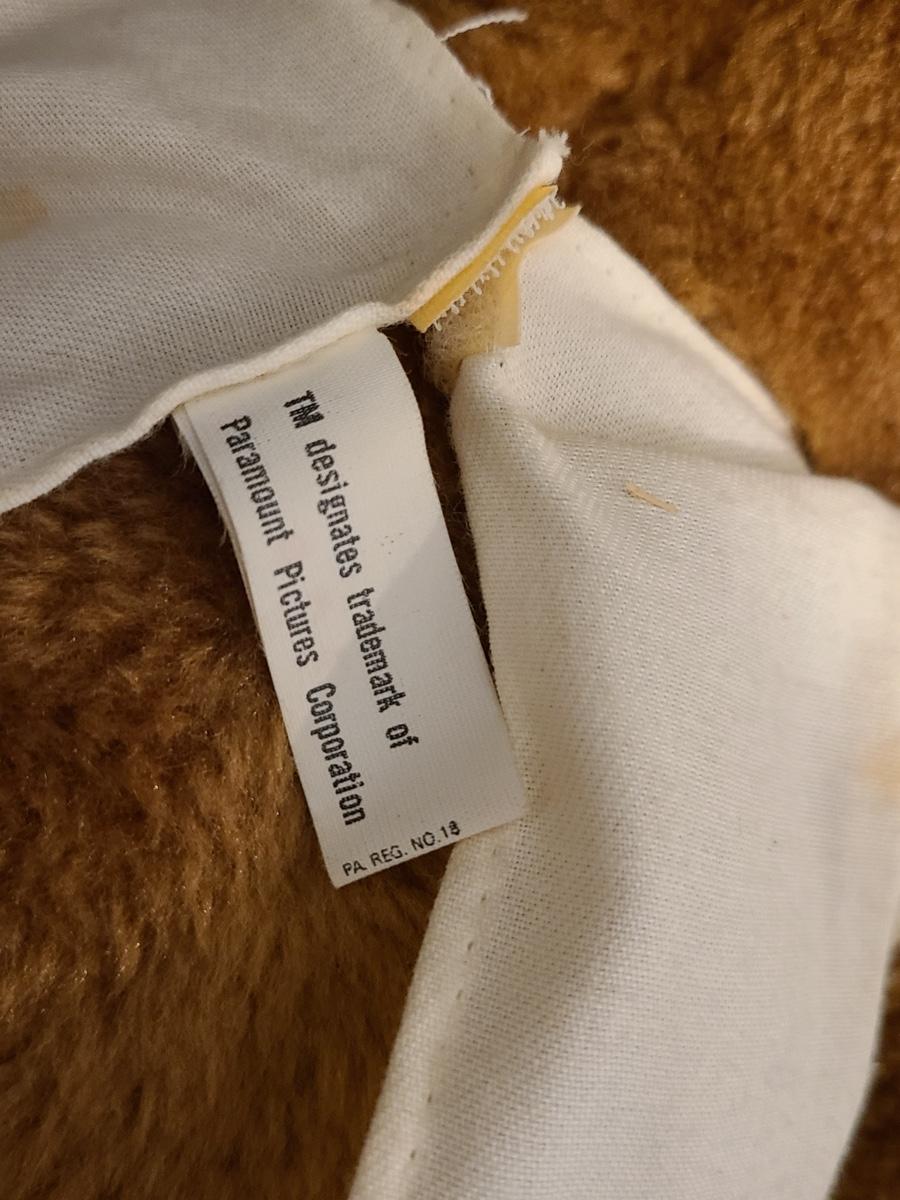 TM designates trademark of
Paramount Pictures Corporation
PA. REG. NO.18